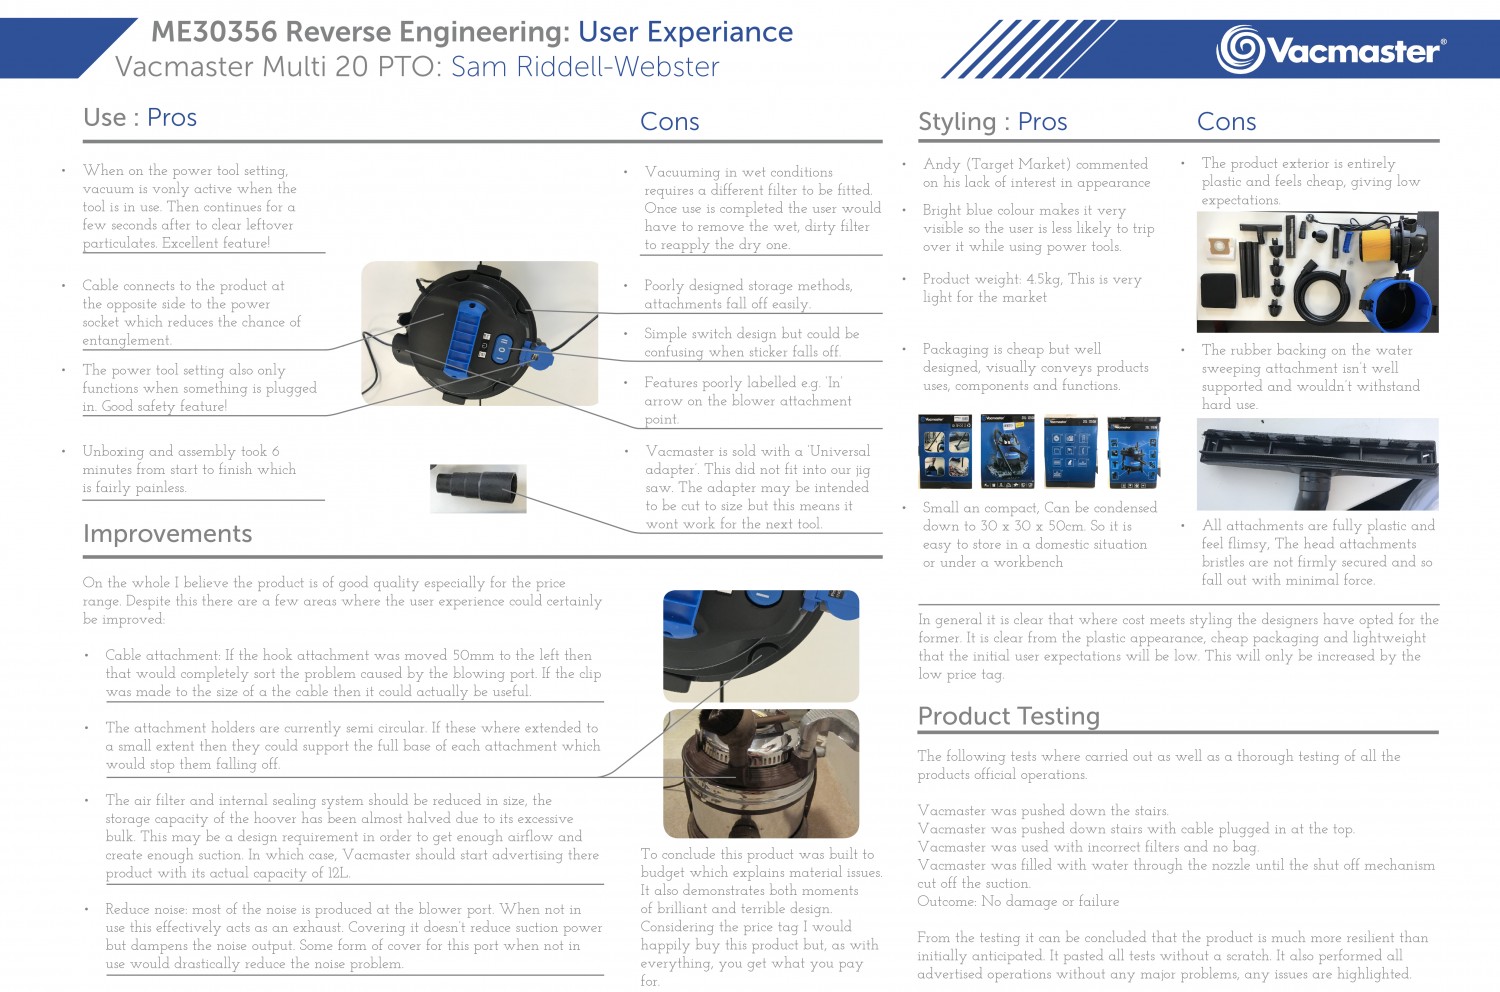 ME30356 Reverse Engineering: User Experiance
Vacmaster Multi 20 PTO: Sam Riddell-Webster
Vacmaster®
Use : Pros
When on the power tool setting,
vacuum is vonly active when the
tool is in use. Then continues for a
few seconds after to clear leftover
particulates. Excellent feature!
Cable connects to the product at
the opposite side to the power
socket which reduces the chance of
entanglement.
The power tool setting also only
functions when something is plugged
in. Good safety feature!
Unboxing and assembly took 6
minutes from start to finish which
is fairly painless.
Cons
Vacuuming in wet conditions
requires a different filter to be fitted.
Once use is completed the user would
have to remove the wet, dirty filter
to reapply the dry one.
Poorly designed storage methods,
attachments fall off easily.
Simple switch design but could be
confusing when sticker falls off.
Features poorly labelled e.g. 'In'
arrow on the blower attachment
point.
Vacmaster is sold with a 'Universal
adapter'. This did not fit into our jig
saw. The adapter may be intended
to be cut to size but this means it
wont work for the next tool.
Improvements
On the whole I believe the product is of good quality especially for the price
range. Despite this there are a few areas where the user experience could certainly
be improved:
Cable attachment: If the hook attachment was moved 50mm to the left then
that would completely sort the problem caused by the blowing port. If the clip
was made to the size of a the cable then it could actually be useful.
The attachment holders are currently semi circular. If these where extended to
a small extent then they could support the full base of each attachment which
would stop them falling off.
The air filter and internal sealing system should be reduced in size, the
storage capacity of the hoover has been almost halved due to its excessive
bulk. This may be a design requirement in order to get enough airflow and
create enough suction. In which case, Vacmaster should start advertising there
product with its actual capacity of 12L.
Reduce noise: most of the noise is produced at the blower port. When not in
use this effectively acts as an exhaust. Covering it doesn't reduce suction power
but dampens the noise output. Some form of cover for this port when not in
use would drastically reduce the noise problem.
To conclude this product was built to
budget which explains material issues.
It also demonstrates both moments
of brilliant and terrible design.
Considering the price tag I would
happily buy this product but, as with
everything, you get what you pay
for.
Styling : Pros
Andy (Target Market) commented
on his lack of interest in appearance
Bright blue colour makes it very
visible so the user is less likely to trip
over it while using power tools.
Product weight: 4.5kg, This is very
light for the market
Packaging is cheap but well
designed, visually conveys products
uses, components and functions.
Vacmaster
Vacmaster
Vacmaster
Vacmaster
Small an compact, Can be condensed
down to 30 x 30 x 50cm. So it is
easy to store in a domestic situation
or under a workbench
Cons
The product exterior is entirely
plastic and feels cheap, giving low
expectations.
The rubber backing on the water
sweeping attachment isn't well
supported and wouldn't withstand
hard use.
All attachments are fully plastic and
feel flimsy, The head attachments
bristles are not firmly secured and so
fall out with minimal force.
In general it is clear that where cost meets styling the designers have opted for the
former. It is clear from the plastic appearance, cheap packaging and lightweight
that the initial user expectations will be low. This will only be increased by the
low price tag.
Product Testing
The following tests where carried out as well as a thorough testing of all the
products official operations.
Vacmaster was pushed down the stairs.
Vacmaster was pushed down stairs with cable plugged in at the top.
Vacmaster was used with incorrect filters and no bag.
Vacmaster was filled with water through the nozzle until the shut off mechanism
cut off the suction.
Outcome: No damage or failure
From the testing it can be concluded that the product is much more resilient than
initially anticipated. It pasted all tests without a scratch. It also performed all
advertised operations without any major problems, any issues are highlighted.